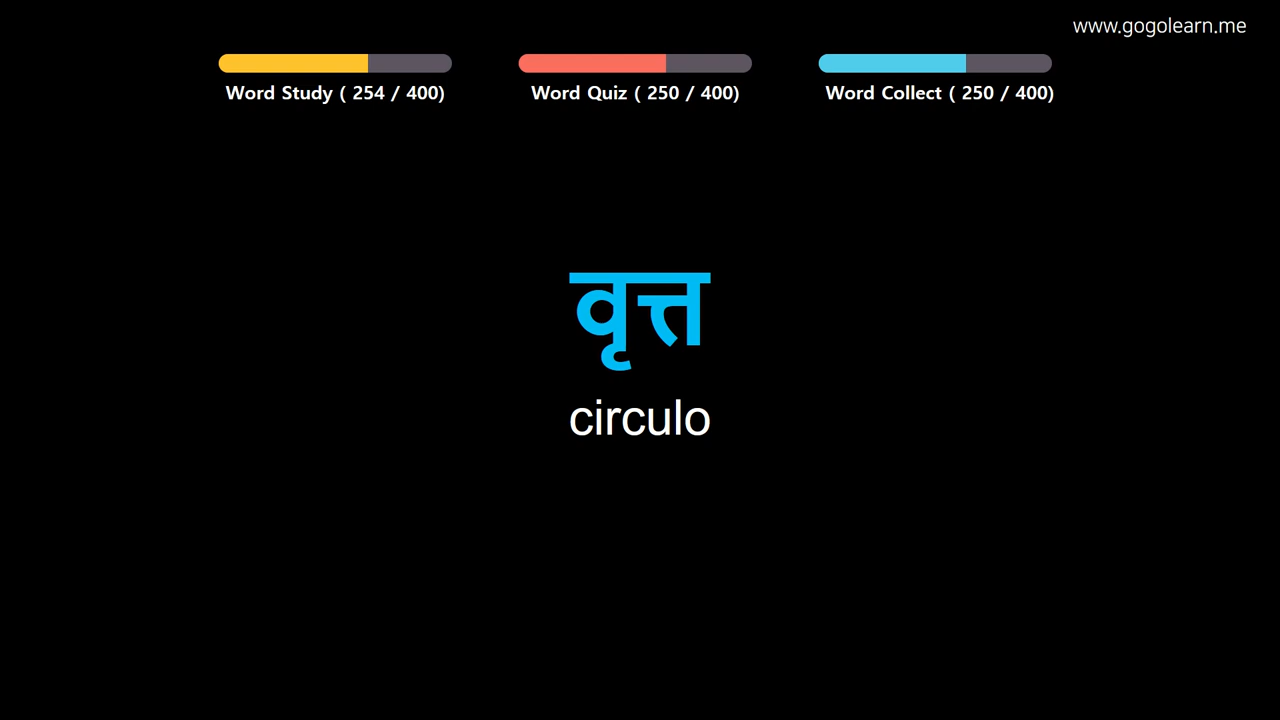 www.gogolearn.me
Word Study ( 254 / 400)
Word Quiz ( 250 / 400)
Word Collect ( 250 / 400)
वृत्त
circulo